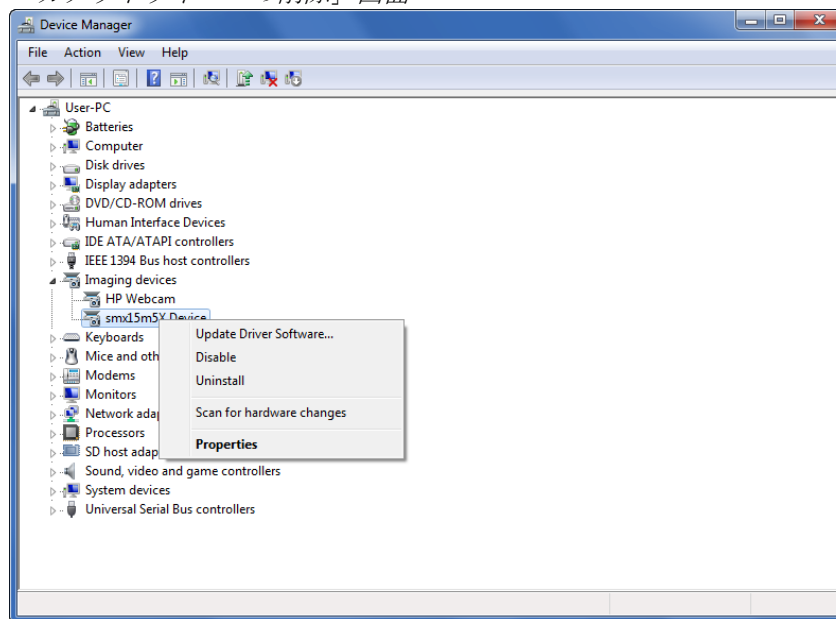 Device Manager
File Action View Help
User-PC
Batteries
Computer
Disk drives
Display adapters
DVD/CD-ROM drives
Human Interface Devices
IDE ATA/ATAPI controllers
IEEE 1394 Bus host controllers
Imaging devices
HP Webcam
smx15m5X Device
Keyboards
Mice and oth
Modems
Monitors
Network adap
Processors
SD host adap
Sound, video and game controllers
System devices
Universal Serial Bus controllers
Update Driver Software...
Disable
Uninstall
Scan for hardware changes
Properties